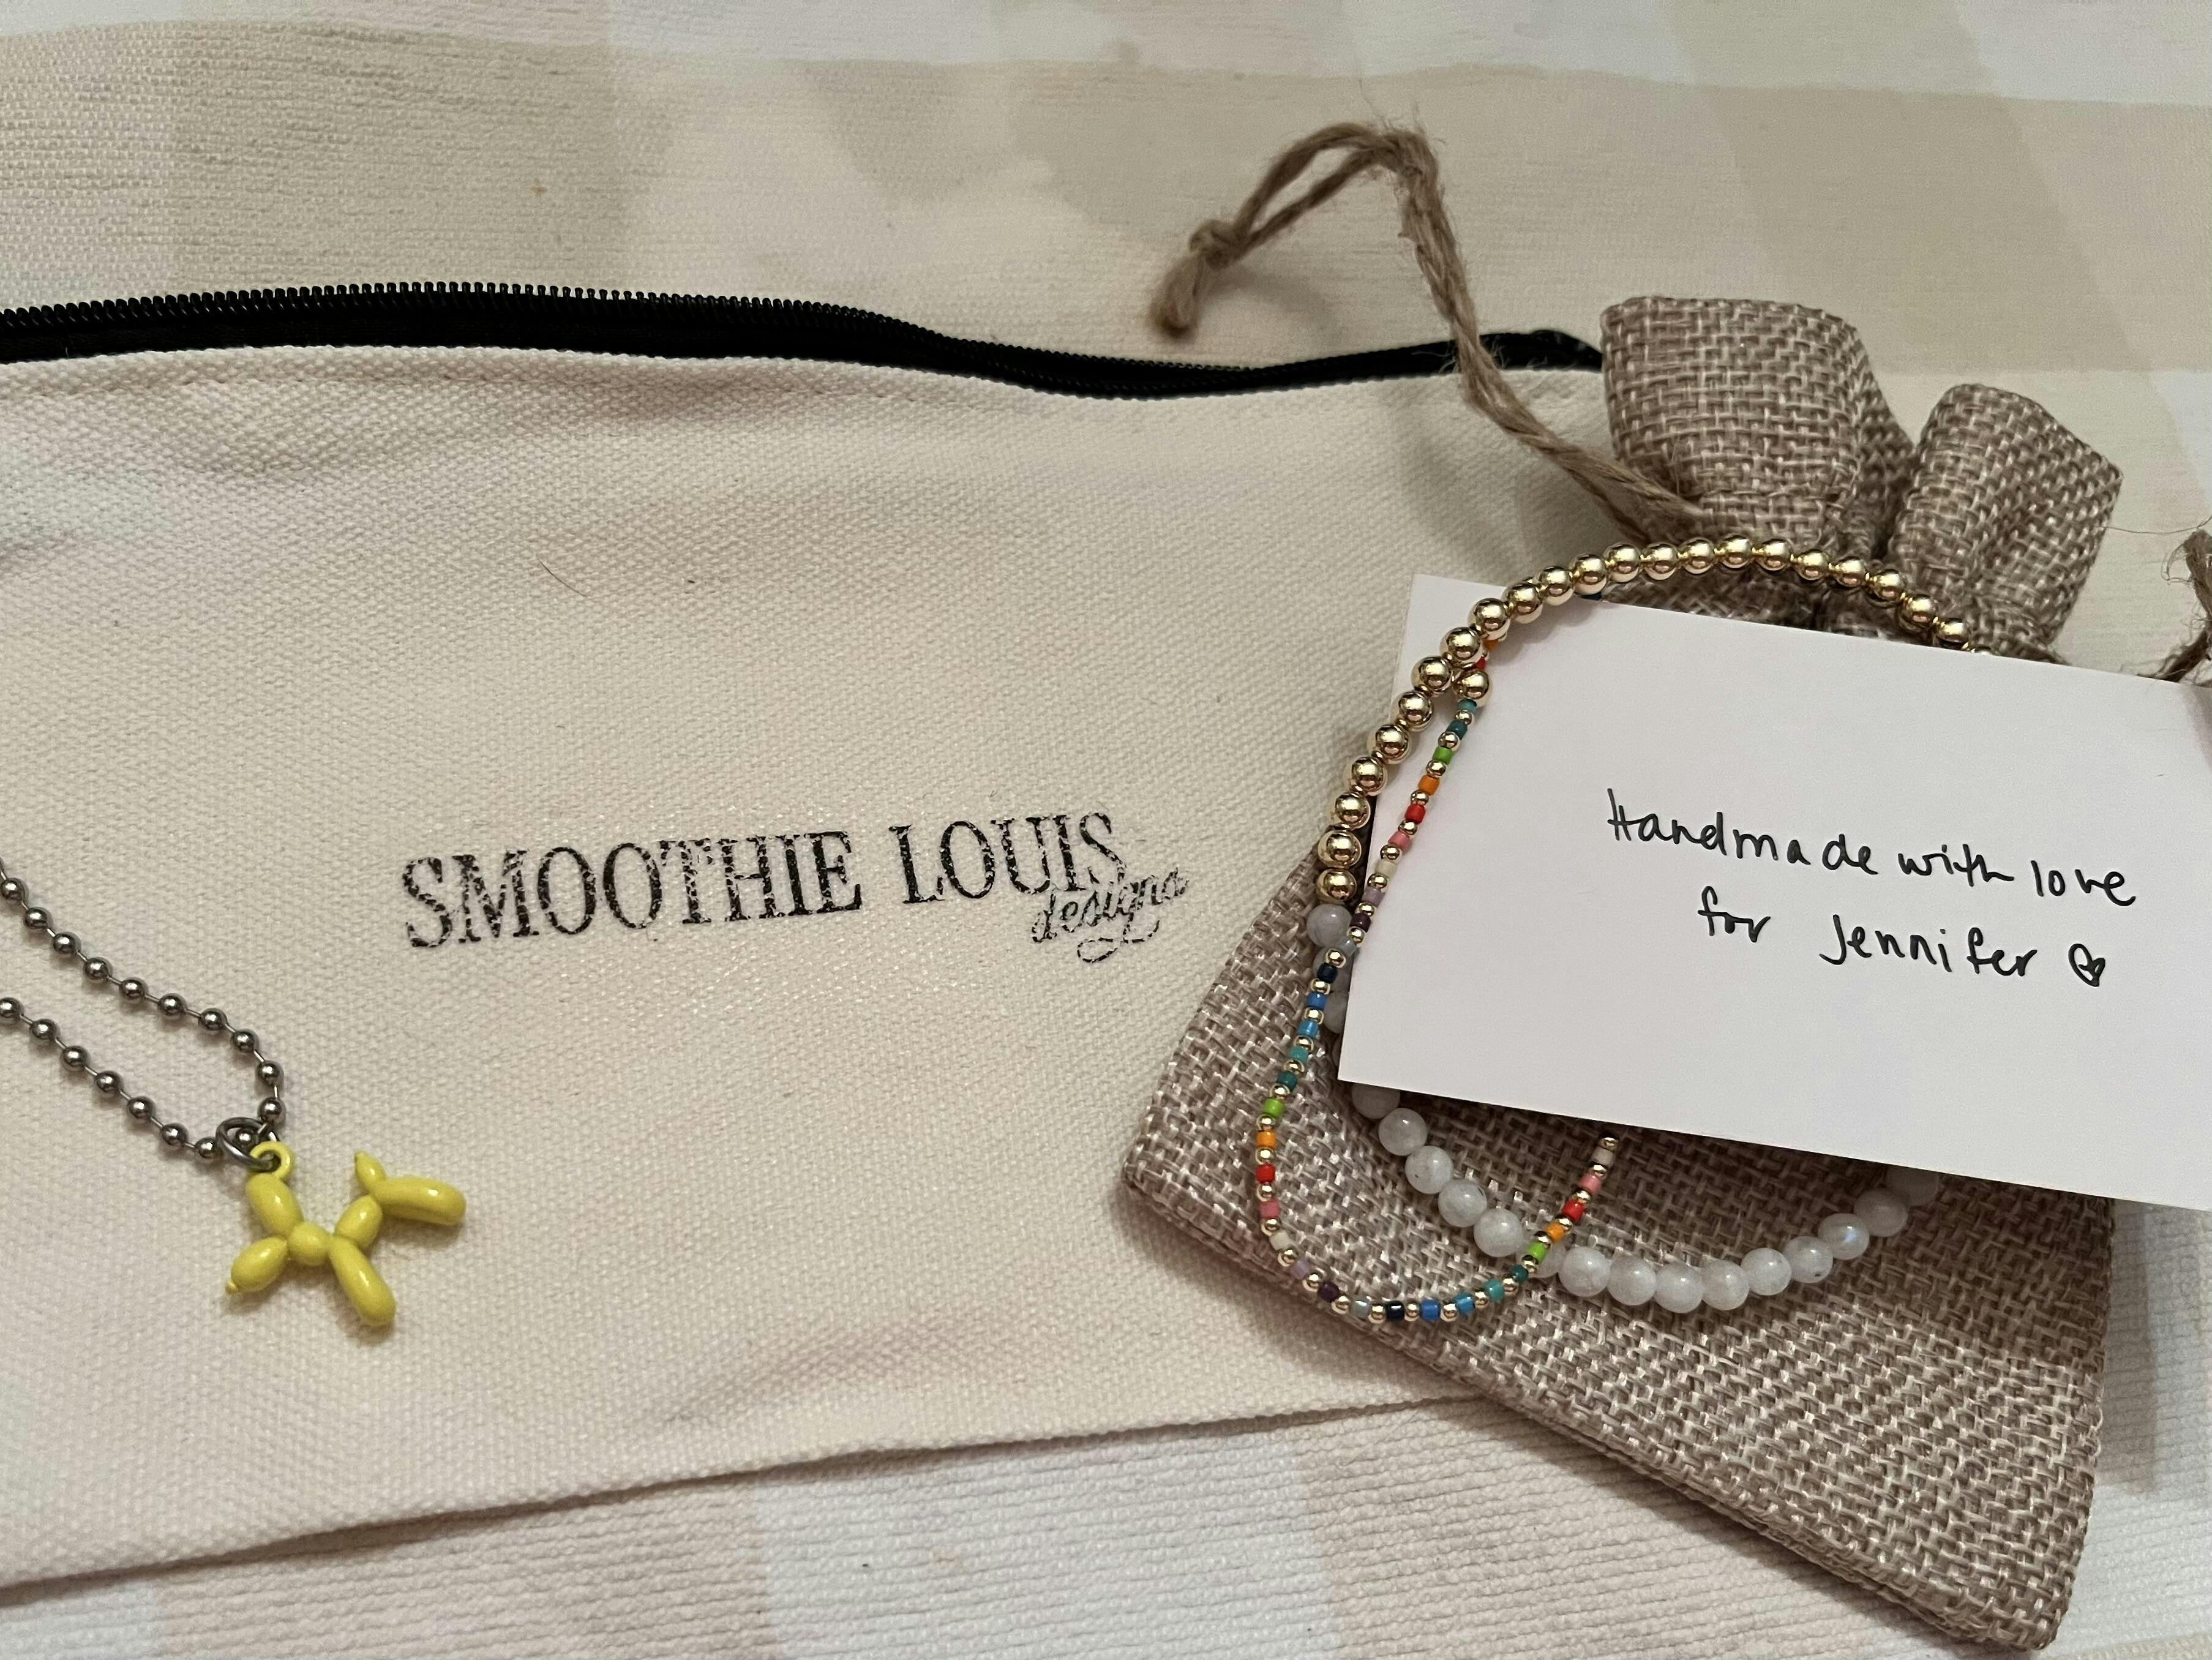 SMOOTHIE LOUIS
designs
Handmade with love
for Jennifer ♡